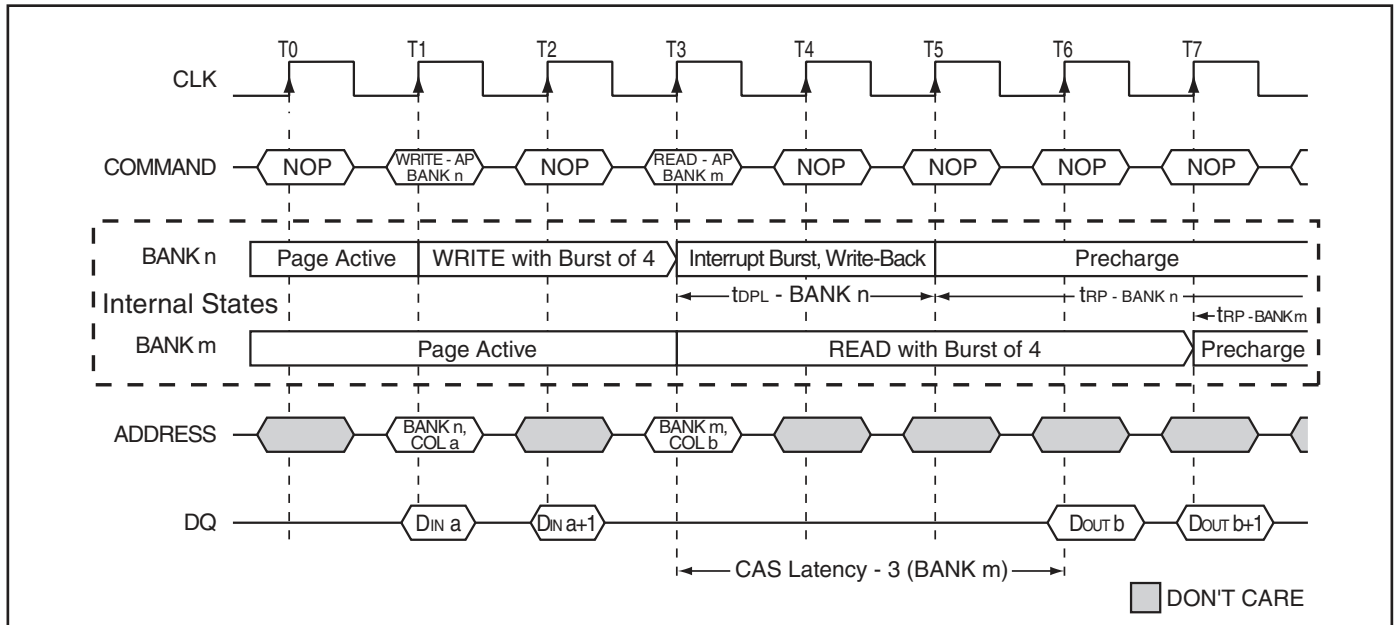 T0 T1 T2 T3 T4 T5 T6 T7
CLK
COMMAND NOP WRITE - AP BANK n NOP READ - AP BANK m NOP NOP NOP NOP
BANK n Page Active WRITE with Burst of 4 Interrupt Burst, Write-Back Precharge
tDPL - BANK n tRP - BANK n
Internal States
tRP - BANK m
BANK m Page Active READ with Burst of 4 Precharge
ADDRESS BANK n, COL a BANK m, COL b
DQ DIN a DIN a+1 DOUT b DOUT b+1
CAS Latency - 3 (BANK m)
DON'T CARE